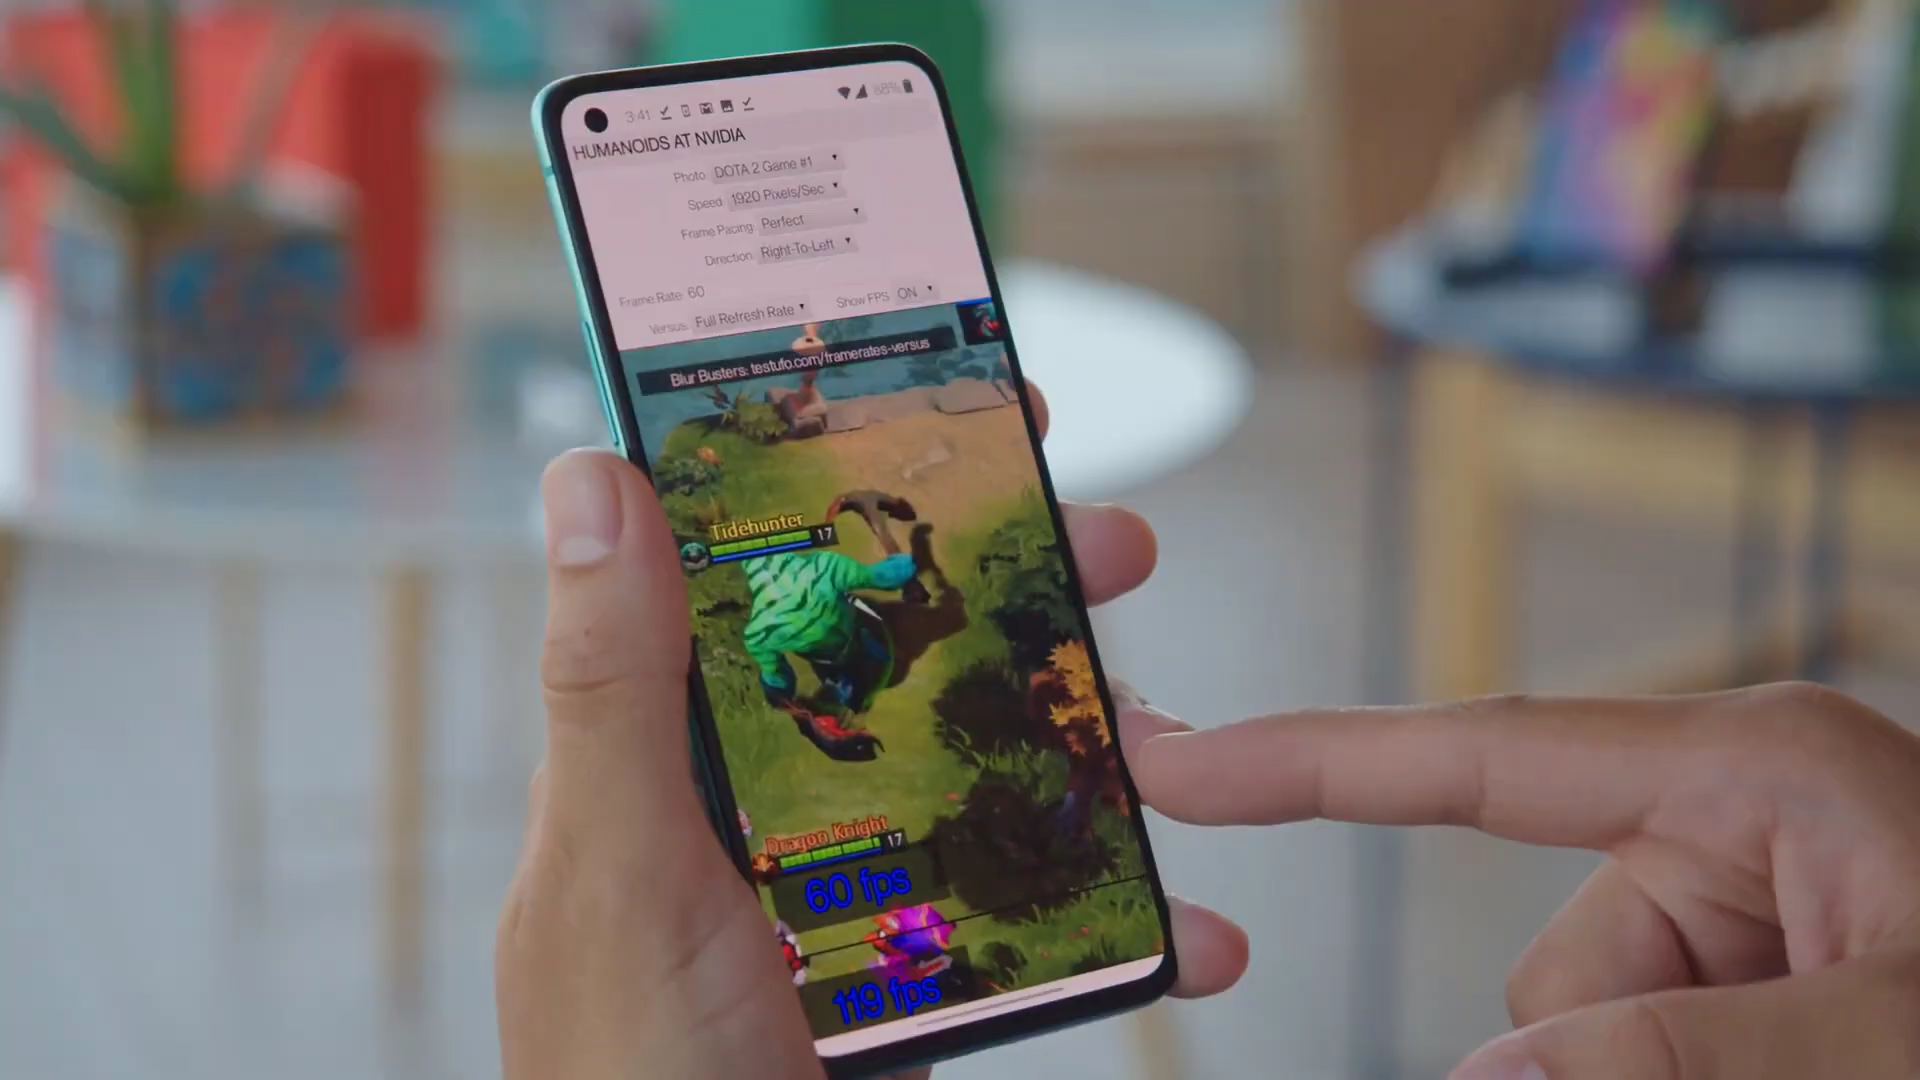 3:41 88%
HUMANOIDS AT NVIDIA
Photo: DOTA 2 Game #1
Speed: 1920 Pixels/Sec
Frame Pacing: Perfect
Direction: Right-To-Left
Frame Rate: 60
Show FPS: ON
Versus: Full Refresh Rate
Blur Busters: testufo.com/framerates-versus
Tidehunter
17
Dragon Knight
17
60 fps
119 fps